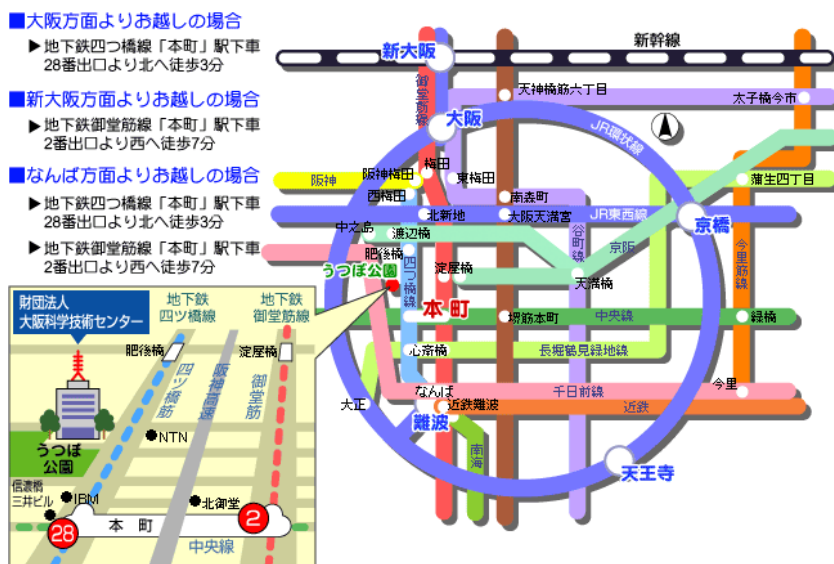 ■大阪方面よりお越しの場合
▶地下鉄四つ橋線「本町」駅下車
28番出口より北へ徒歩3分
■新大阪方面よりお越しの場合
▶地下鉄御堂筋線「本町」駅下車
2番出口より西へ徒歩7分
■なんば方面よりお越しの場合
▶地下鉄四つ橋線「本町」駅下車
28番出口より北へ徒歩3分
▶地下鉄御堂筋線「本町」駅下車
2番出口より西へ徒歩7分
新幹線
新大阪
御堂筋線
天神橋筋六丁目
太子橋今市
大阪
JR環状線
阪神
阪神梅田
梅田
西梅田
東梅田
南森町
蒲生四丁目
北新地
大阪天満宮
JR東西線
京橋
中之島
渡辺橋
谷町線
京阪
今里筋線
肥後橋
うつぼ公園
四つ橋線
淀屋橋
天満橋
本町
堺筋本町
中央線
緑橋
心斎橋
長堀鶴見緑地線
なんば
千日前線
今里
大正
近鉄難波
近鉄
難波
南海
天王寺
財団法人
大阪科学技術センター
地下鉄
四ツ橋線
地下鉄
御堂筋線
肥後橋
淀屋橋
四ツ橋筋
阪神高速
御堂筋
うつぼ
公園
NTN
信濃橋
三井ビル
IBM
北御堂
28
本町
2
中央線